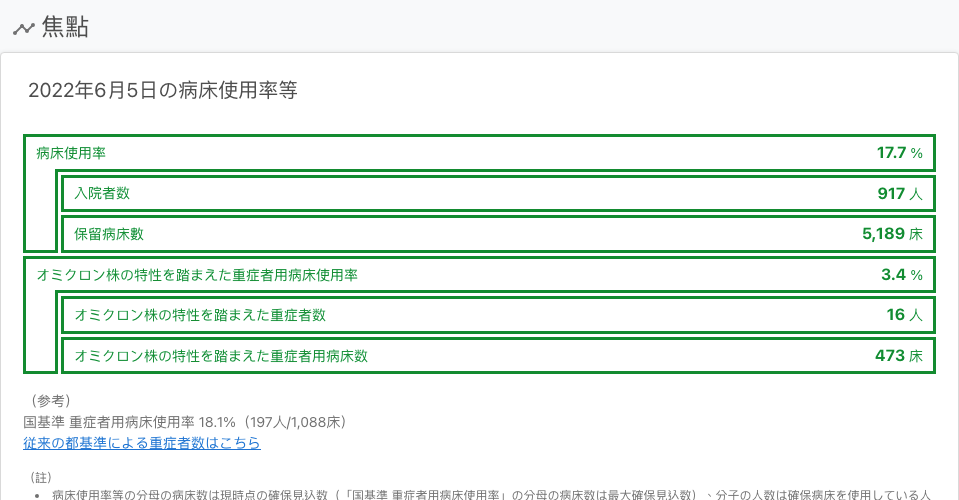 焦點
2022年6月5日の病床使用率等
病床使用率 17.7 %
入院者数 917 人
保留病床數 5,189 床
オミクロン株の特性を踏まえた重症者用病床使用率 3.4 %
オミクロン株の特性を踏まえた重症者数 16 人
オミクロン株の特性を踏まえた重症者用病床数 473 床
（参考）
国基準 重症者用病床使用率 18.1%（197人/1,088床）
従来の都基準による重症者数はこちら
（註）
• 病床使用率等の分母の病床数は現時点の確保見込数（「国基準 重症者用病床使用率」の分母の病床数は最大確保見込数）、分子の人数は確保病床を使用している人